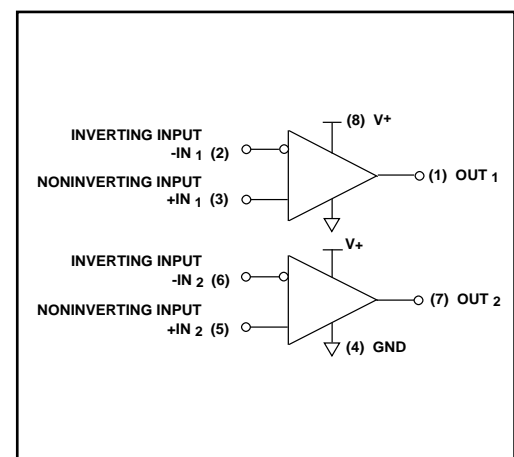 (8) V+
INVERTING INPUT
-IN 1 (2)
NONINVERTING INPUT
+IN 1 (3)
(1) OUT 1
V+
INVERTING INPUT
-IN 2 (6)
NONINVERTING INPUT
+IN 2 (5)
(7) OUT 2
(4) GND